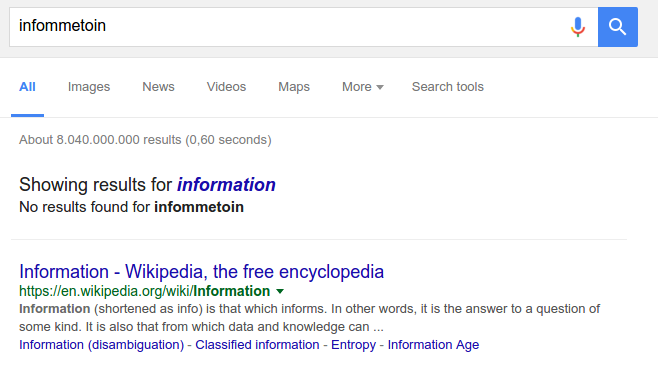 infommetoin
All Images News Videos Maps More Search tools
About 8.040.000.000 results (0,60 seconds)
Showing results for information
No results found for infommetoin
Information - Wikipedia, the free encyclopedia
https://en.wikipedia.org/wiki/Information
Information (shortened as info) is that which informs. In other words, it is the answer to a question of
some kind. It is also that from which data and knowledge can ...
Information (disambiguation) - Classified information - Entropy - Information Age